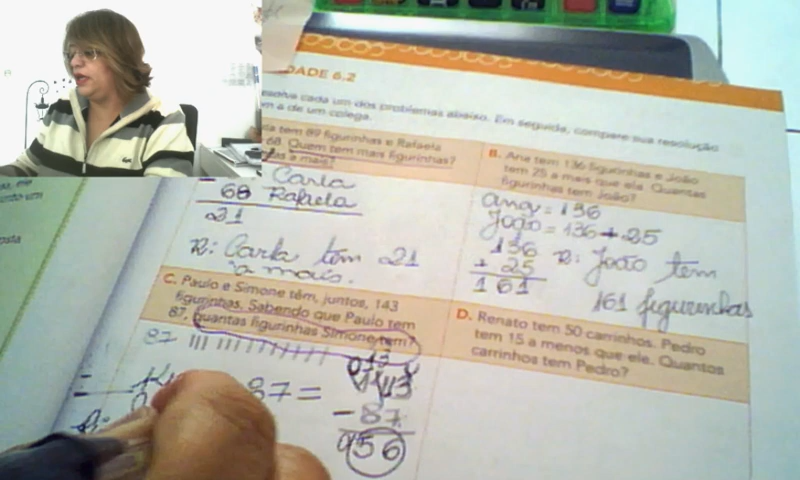 DADE 6.2
esolva cada um dos problemas abaixo. Em seguida, compare sua resolução
m a de um colega.
tem 89 figurinhas e Rafaela
68. Quem tem mais figurinhas?
as a mais?
Carla
68 Rafaela
21
R: Carla tem 21
a mais.
B. Ana tem 136 figurinhas e João
tem 25 a mais que ela. Quantas
figurinhas tem João?
Ana = 136
João = 136 + 25
136
+ 25
161
R: João tem
161 figurinhas
C. Paulo e Simone têm, juntos, 143
figurinhas. Sabendo que Paulo tem
87, quantas figurinhas Simone tem?
87
87 =
143
- 87
056
D. Renato tem 50 carrinhos. Pedro
tem 15 a menos que ele. Quantos
carrinhos tem Pedro?